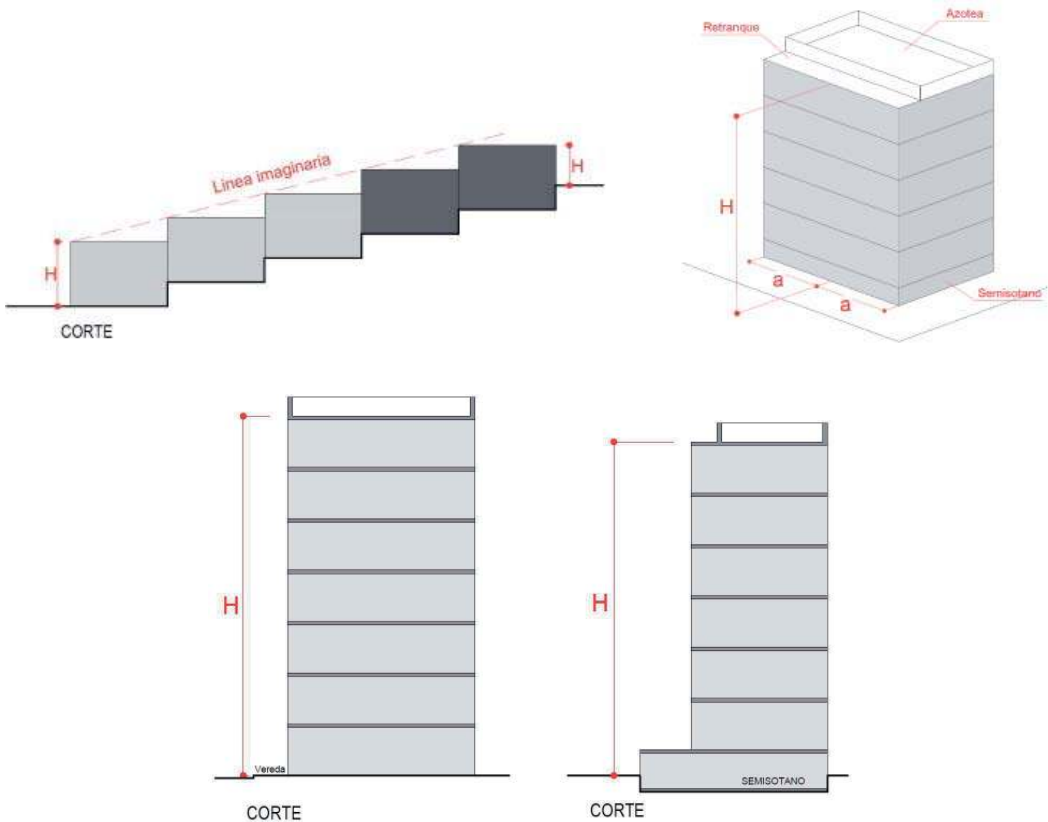 Azotea
Retranque
Linea imaginaria
H
H
H
a
a
Semisotano
CORTE
H
H
Vereda
SEMISOTANO
CORTE
CORTE